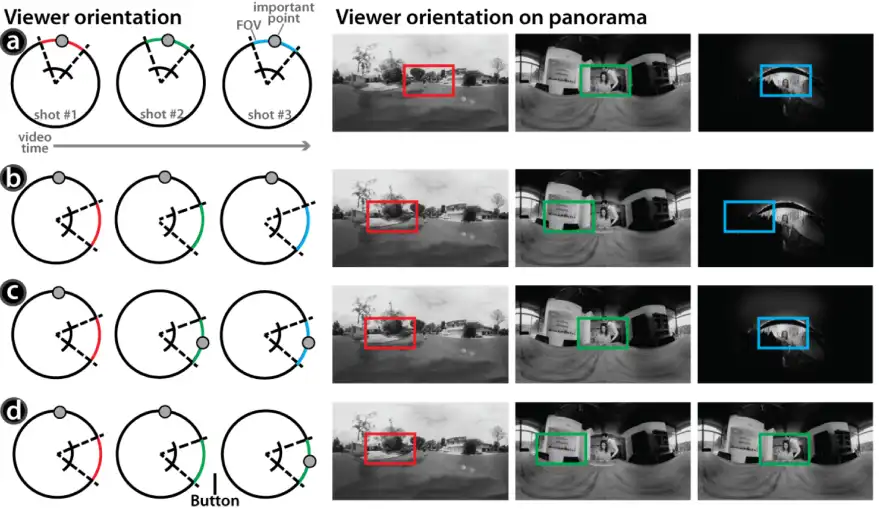 Viewer orientation
Viewer orientation on panorama
a
FOV
important
point
shot #1
shot #2
shot #3
video
time
b
c
d
Button